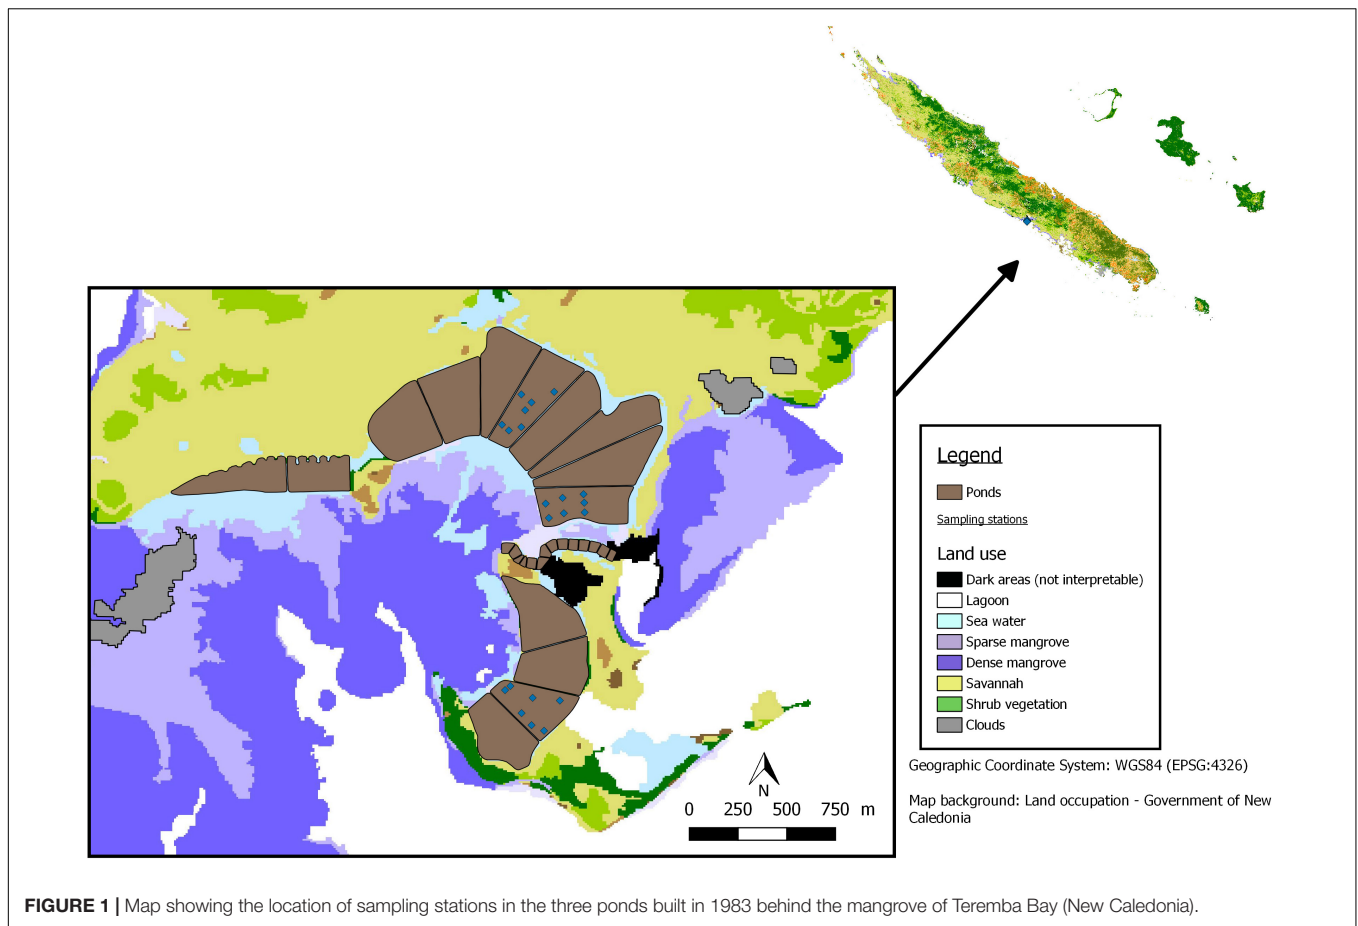 N
0 250 500 750 m
Legend
Ponds
Sampling stations
Land use
Dark areas (not interpretable)
Lagoon
Sea water
Sparse mangrove
Dense mangrove
Savannah
Shrub vegetation
Clouds
Geographic Coordinate System: WGS84 (EPSG:4326)
Map background: Land occupation - Government of New
Caledonia
FIGURE 1 | Map showing the location of sampling stations in the three ponds built in 1983 behind the mangrove of Teremba Bay (New Caledonia).